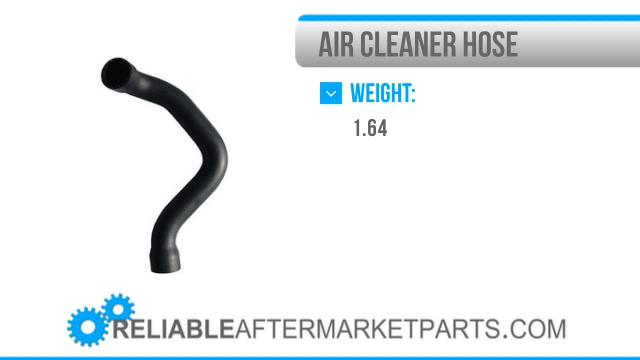 AIR CLEANER HOSE
WEIGHT:
1.64
RELIABLEAFTERMARKETPARTS.COM